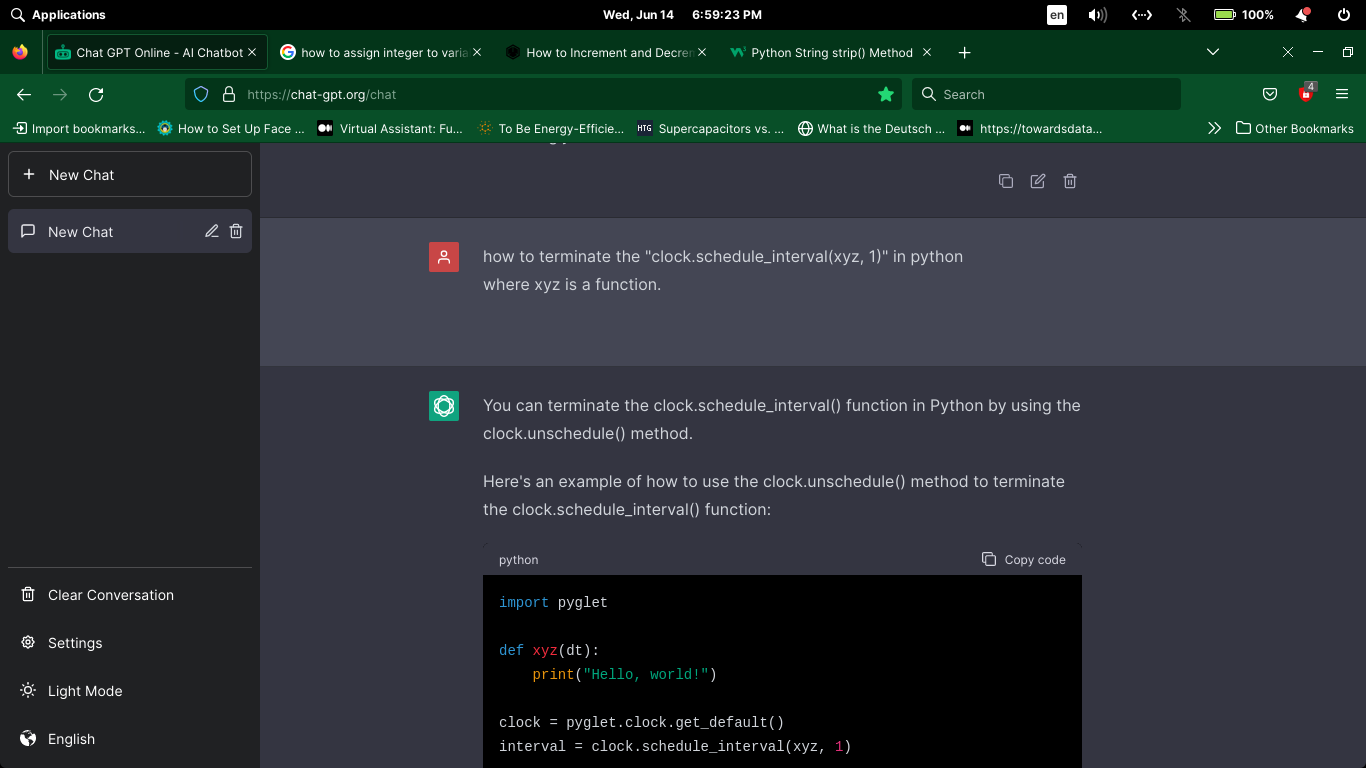 Applications
Wed, Jun 14 6:59:23 PM
en
100%
Chat GPT Online - AI Chatbot
how to assign integer to varia
How to Increment and Decren
Python String strip() Method
https://chat-gpt.org/chat
Search
4
Import bookmarks...
How to Set Up Face ...
Virtual Assistant: Fu...
To Be Energy-Efficie...
HTG
Supercapacitors vs. ...
What is the Deutsch ...
https://towardsdata...
Other Bookmarks
New Chat
New Chat
Clear Conversation
Settings
Light Mode
English
how to terminate the "clock.schedule_interval(xyz, 1)" in python
where xyz is a function.
You can terminate the clock.schedule_interval() function in Python by using the
clock.unschedule() method.
Here's an example of how to use the clock.unschedule() method to terminate
the clock.schedule_interval() function:
python
Copy code
import pyglet
def xyz(dt):
print("Hello, world!")
clock = pyglet.clock.get_default()
interval = clock.schedule_interval(xyz, 1)